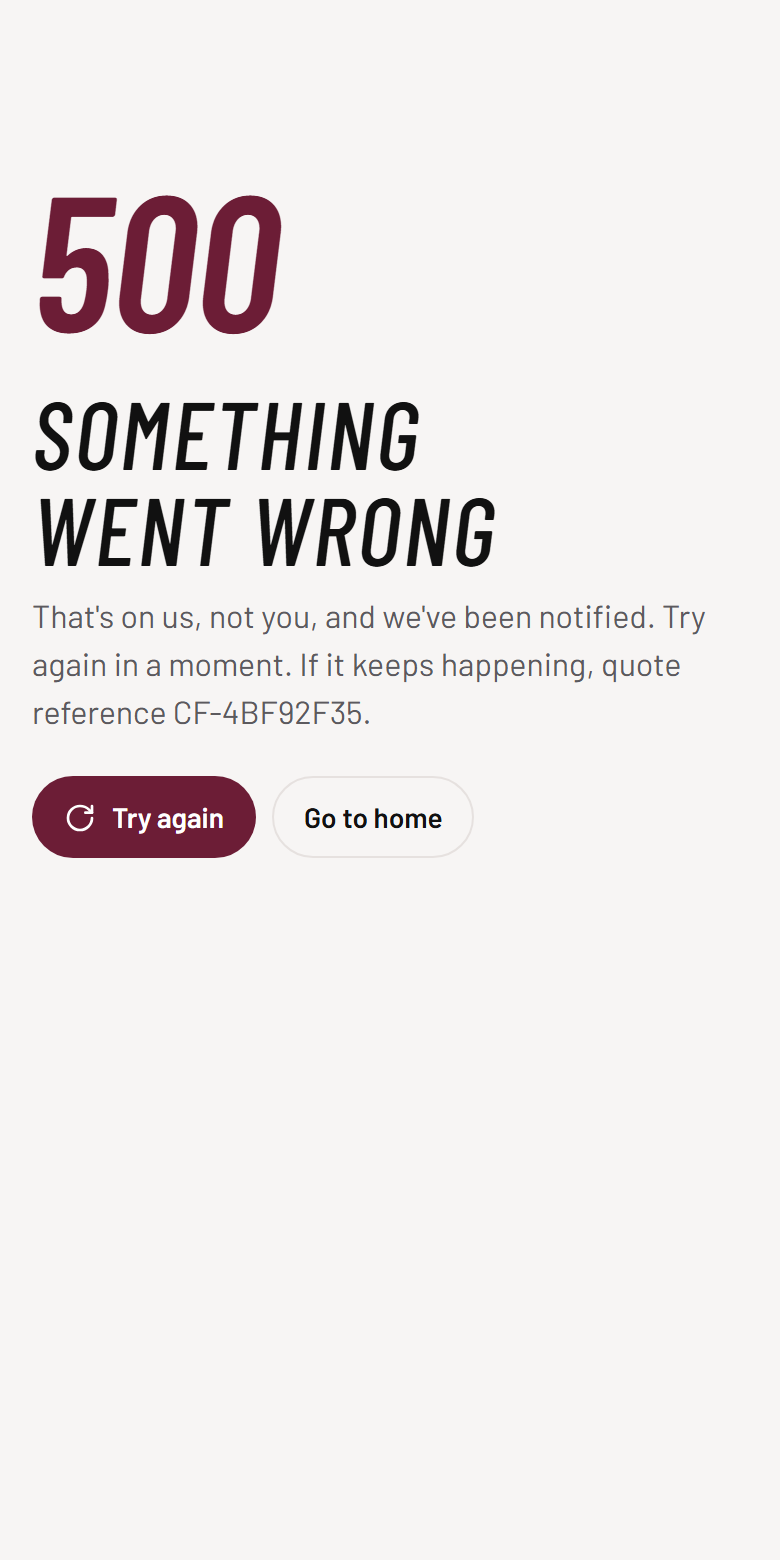 500
SOMETHING
WENT WRONG
That's on us, not you, and we've been notified. Try
again in a moment. If it keeps happening, quote
reference CF-4BF92F35.
Try again
Go to home